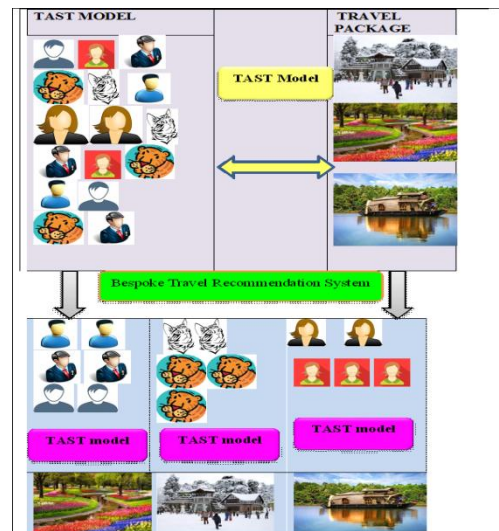 TAST MODEL
TRAVEL
PACKAGE
TAST Model
Bespoke Travel Recommendation System
TAST model
TAST model
TAST model